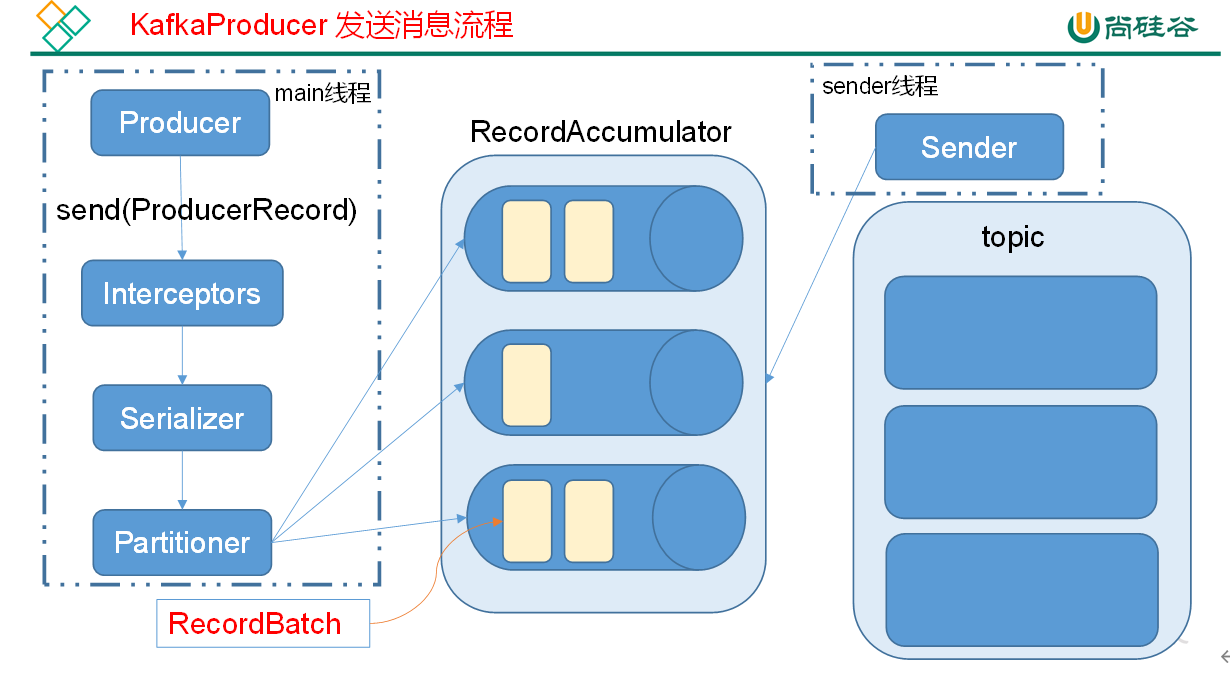 KafkaProducer 发送消息流程
尚硅谷
main线程
Producer
send(ProducerRecord)
Interceptors
Serializer
Partitioner
RecordBatch
RecordAccumulator
sender线程
Sender
topic